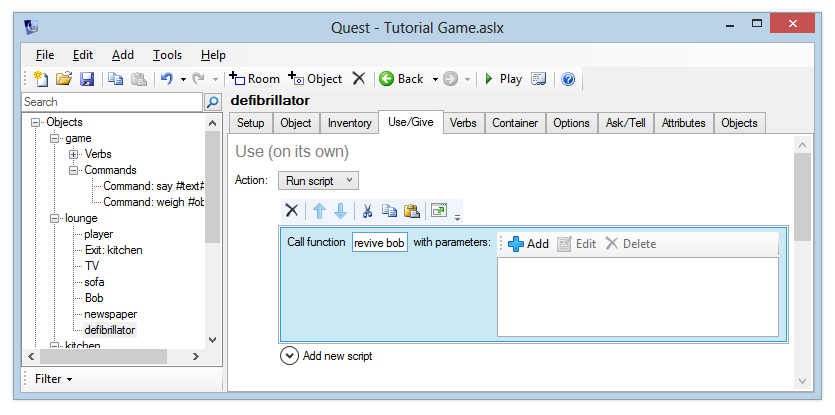 Quest - Tutorial Game.aslx
File Edit Add Tools Help
Room Object Back Play
Search
defibrillator
Setup Object Inventory Use/Give Verbs Container Options Ask/Tell Attributes Objects
Objects
game
Verbs
Commands
Command: say #text#
Command: weigh #ob
lounge
player
Exit: kitchen
TV
sofa
Bob
newspaper
defibrillator
kitchen
Filter
Use (on its own)
Action: Run script
Call function revive bob with parameters: Add Edit Delete
Add new script